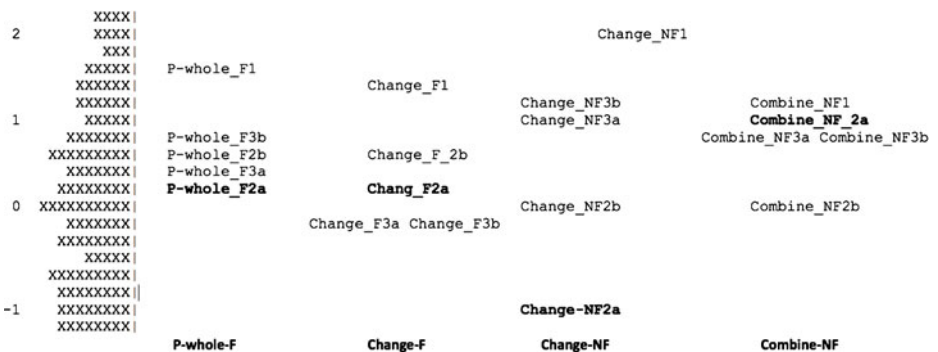 XXXX|
2 XXXX| Change_NF1
XXX|
XXXXX| P-whole_F1
XXXXXX| Change_F1
XXXXXX| Change_NF3b Combine_NF1
1 XXXXX| Change_NF3a Combine_NF_2a
XXXXXXX| P-whole_F3b Combine_NF3a Combine_NF3b
XXXXXXXXX| P-whole_F2b Change_F_2b
XXXXXXX| P-whole_F3a
XXXXXXXX| P-whole_F2a Chang_F2a
0 XXXXXXXXXX| Change_NF2b Combine_NF2b
XXXXXXX| Change_F3a Change_F3b
XXXXXXXX|
XXXXX|
XXXXXXXXX|
XXXXXXXX||
-1 XXXXXXXX| Change-NF2a
XXXXXXXX|
P-whole-F Change-F Change-NF Combine-NF